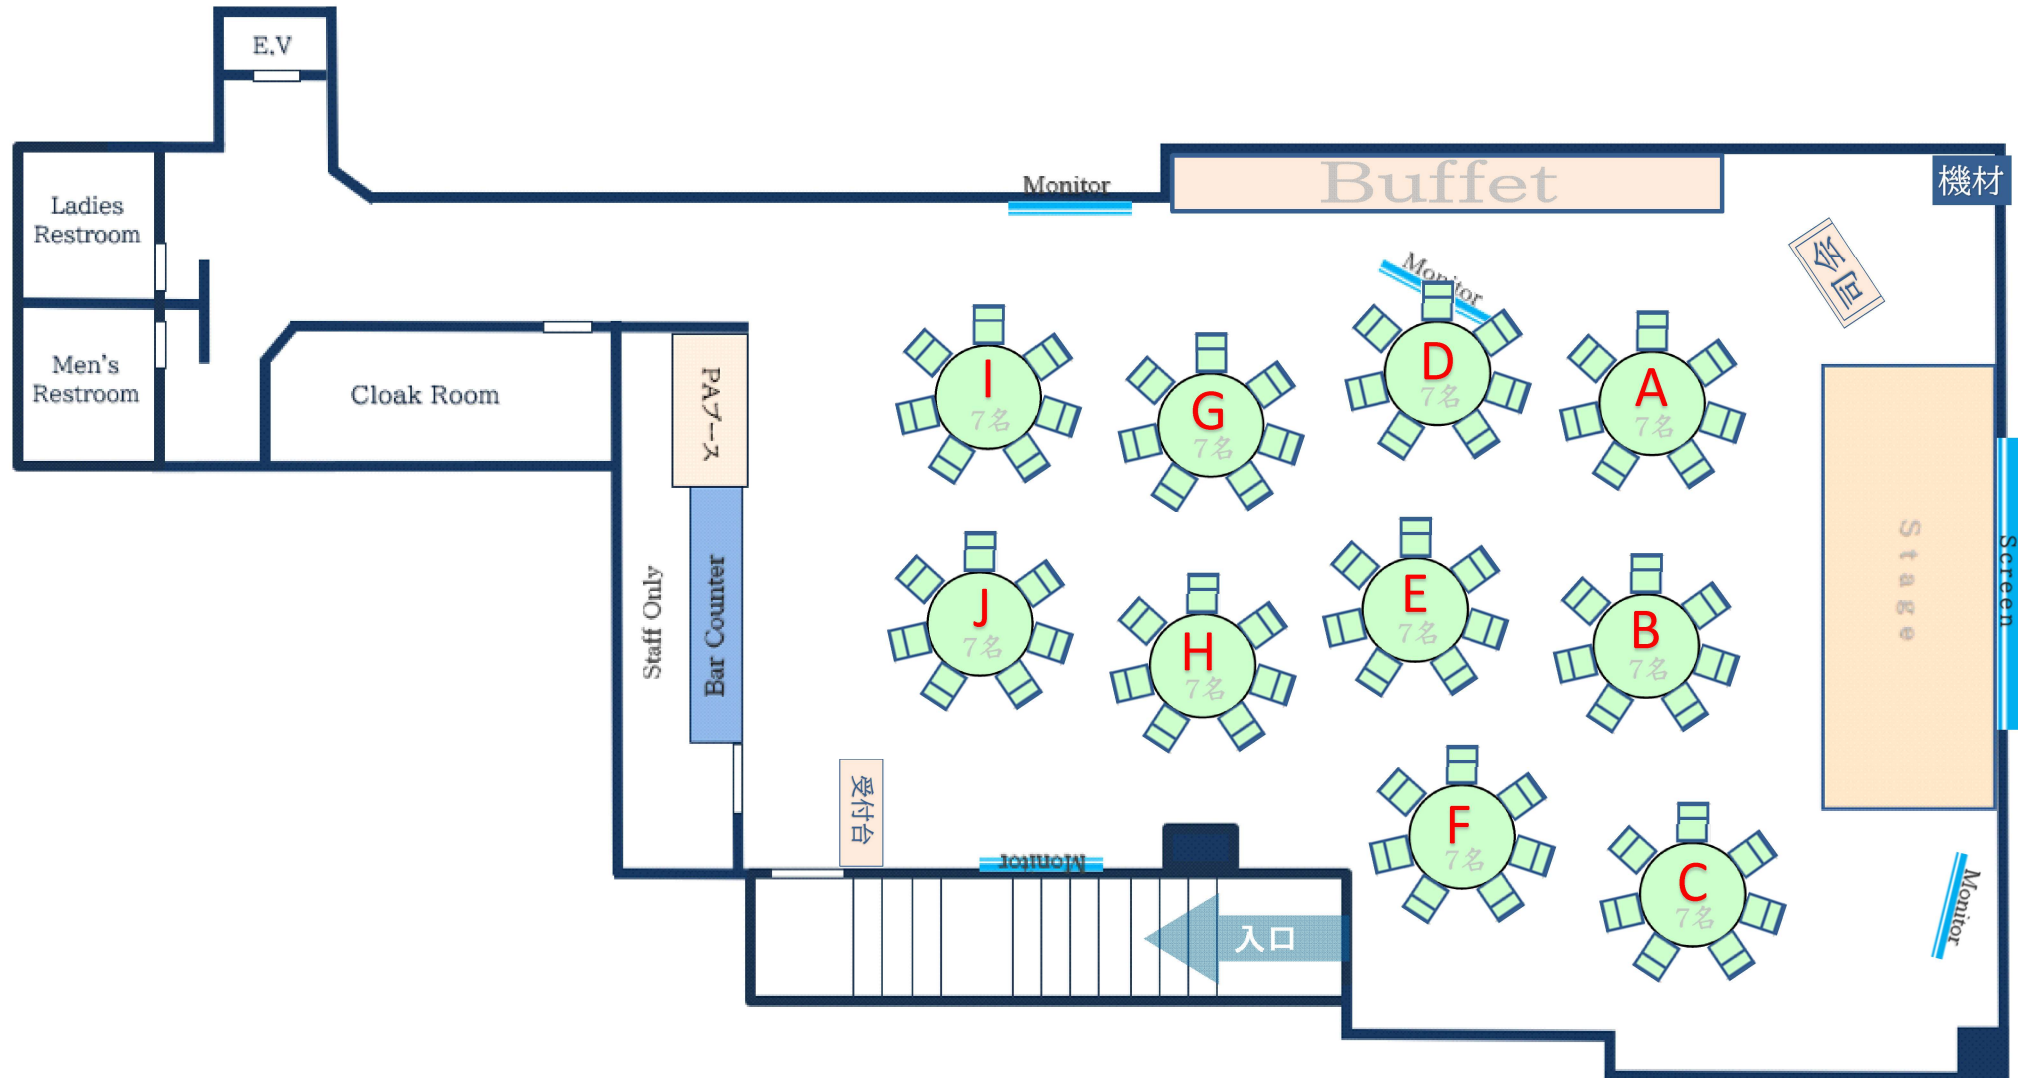 E.V
Ladies
Restroom
Men's
Restroom
Cloak Room
Monitor
Buffet
機材
司会
Monitor
PAブース
Staff Only
Bar Counter
I
7名
G
7名
D
7名
A
7名
J
7名
H
7名
E
7名
B
7名
Stage
Screen
F
7名
C
7名
受付台
Monitor
Monitor
入口